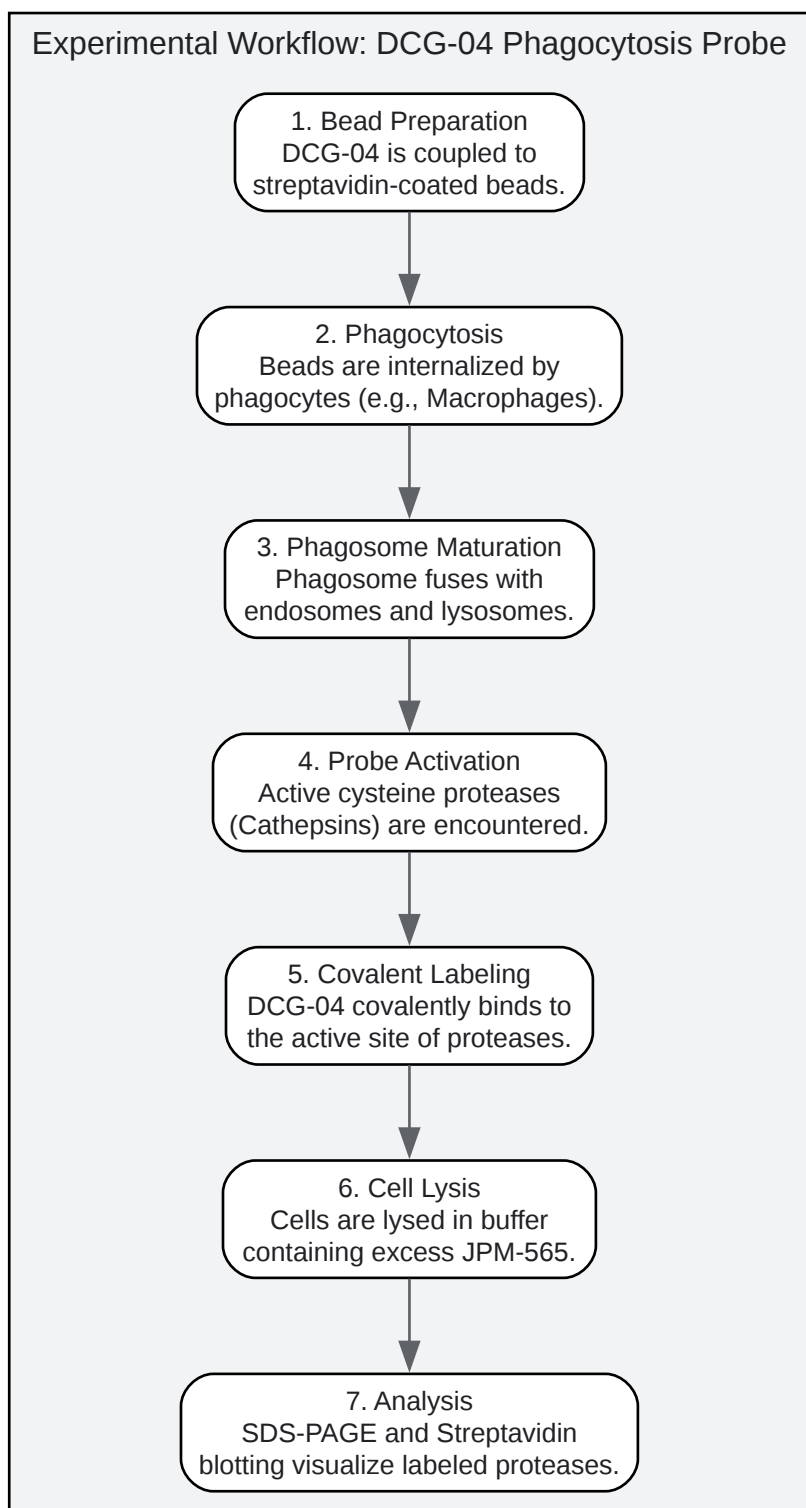 Experimental Workflow: DCG-04 Phagocytosis Probe
1. Bead Preparation
DCG-04 is coupled to
streptavidin-coated beads.
2. Phagocytosis
Beads are internalized by
phagocytes (e.g., Macrophages).
3. Phagosome Maturation
Phagosome fuses with
endosomes and lysosomes.
4. Probe Activation
Active cysteine proteases
(Cathepsins) are encountered.
5. Covalent Labeling
DCG-04 covalently binds to
the active site of proteases.
6. Cell Lysis
Cells are lysed in buffer
containing excess JPM-565.
7. Analysis
SDS-PAGE and Streptavidin
blotting visualize labeled proteases.